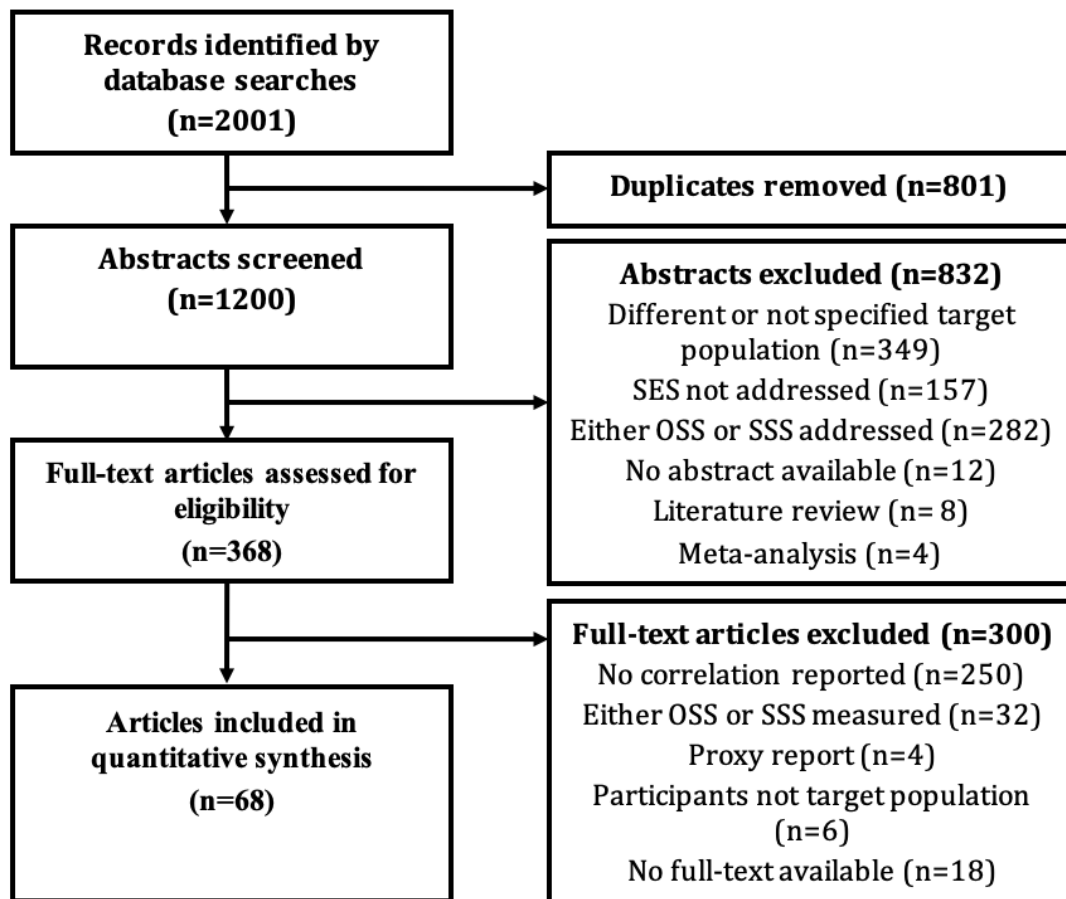 Records identified by
database searches
(n=2001)
Duplicates removed (n=801)
Abstracts screened
(n=1200)
Abstracts excluded (n=832)
Different or not specified target
population (n=349)
SES not addressed (n=157)
Either OSS or SSS addressed (n=282)
No abstract available (n=12)
Literature review (n= 8)
Meta-analysis (n=4)
Full-text articles assessed for
eligibility
(n=368)
Full-text articles excluded (n=300)
No correlation reported (n=250)
Either OSS or SSS measured (n=32)
Proxy report (n=4)
Participants not target population
(n=6)
No full-text available (n=18)
Articles included in
quantitative synthesis
(n=68)